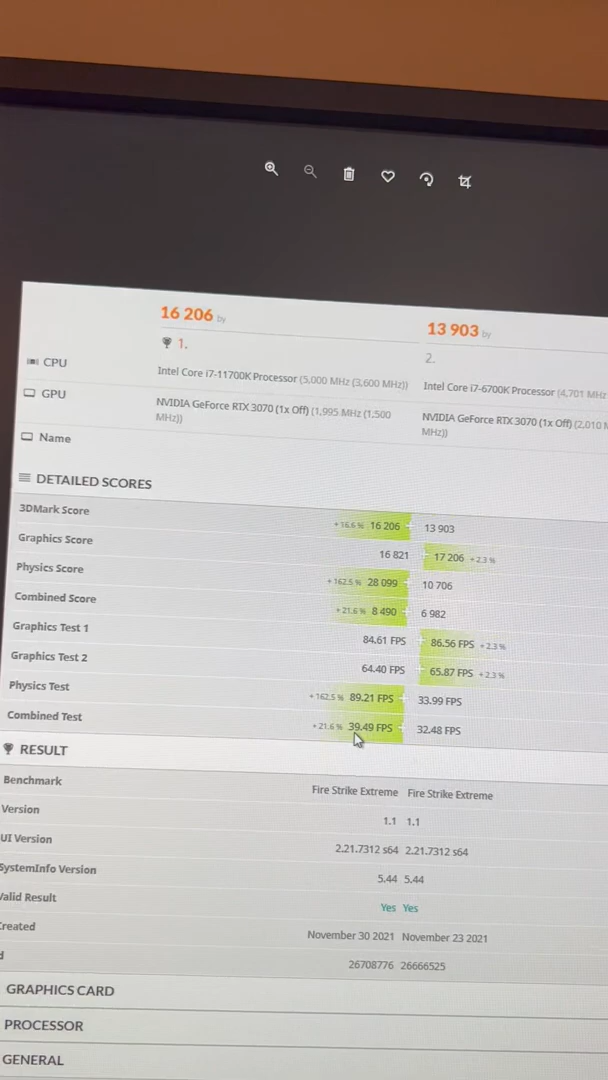 16 206 by
13 903 by
1.
2.
CPU
Intel Core i7-11700K Processor (5,000 MHz (3,600 MHz))
Intel Core i7-6700K Processor (4,701 MHz
GPU
NVIDIA GeForce RTX 3070 (1x Off) (1,995 MHz (1,500 MHz))
NVIDIA GeForce RTX 3070 (1x Off) (2,010 M
MHz))
Name
DETAILED SCORES
3DMark Score +16.6 % 16 206 13 903
Graphics Score 16 821 17 206 +2.3 %
Physics Score +162.5 % 28 099 10 706
Combined Score +21.6 % 8 490 6 982
Graphics Test 1 84.61 FPS 86.56 FPS +2.3 %
Graphics Test 2 64.40 FPS 65.87 FPS +2.3 %
Physics Test +162.5 % 89.21 FPS 33.99 FPS
Combined Test +21.6 % 39.49 FPS 32.48 FPS
RESULT
Benchmark Fire Strike Extreme Fire Strike Extreme
Version 1.1 1.1
UI Version 2.21.7312 s64 2.21.7312 s64
SystemInfo Version 5.44 5.44
Valid Result Yes Yes
Created November 30 2021 November 23 2021
d 26708776 26666525
GRAPHICS CARD
PROCESSOR
GENERAL